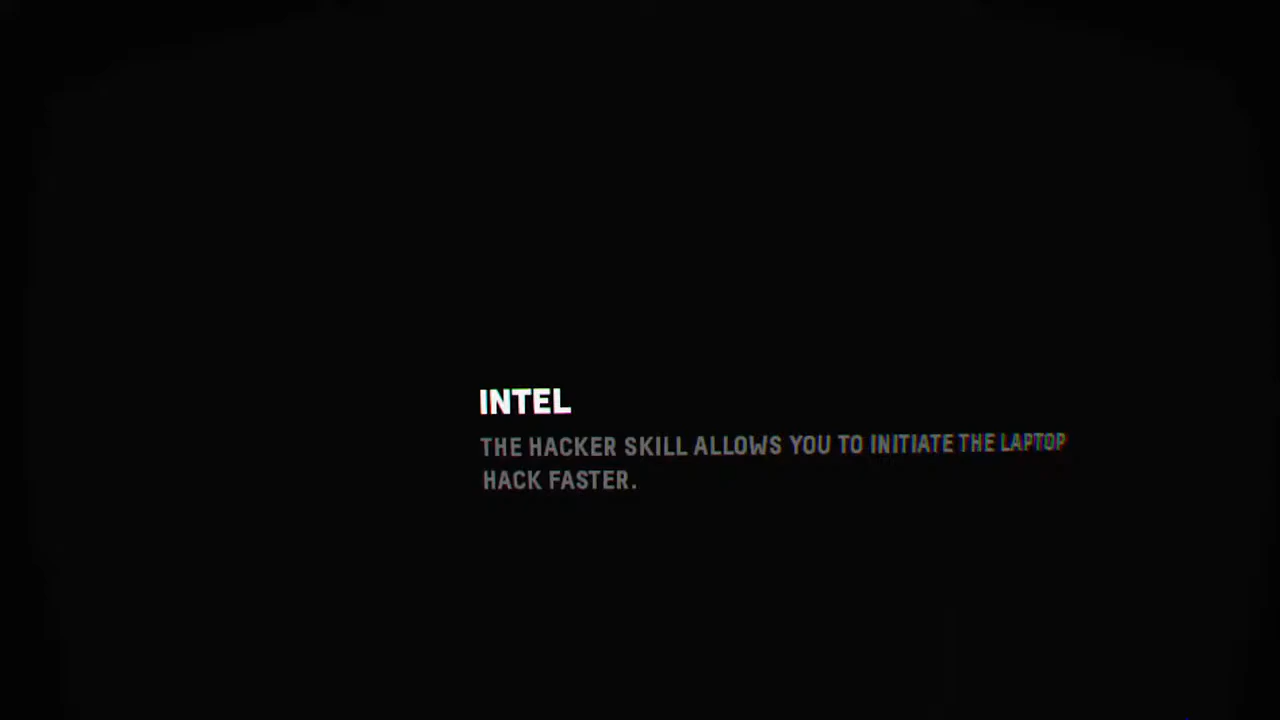 INTEL
THE HACKER SKILL ALLOWS YOU TO INITIATE THE LAPTOP
HACK FASTER.